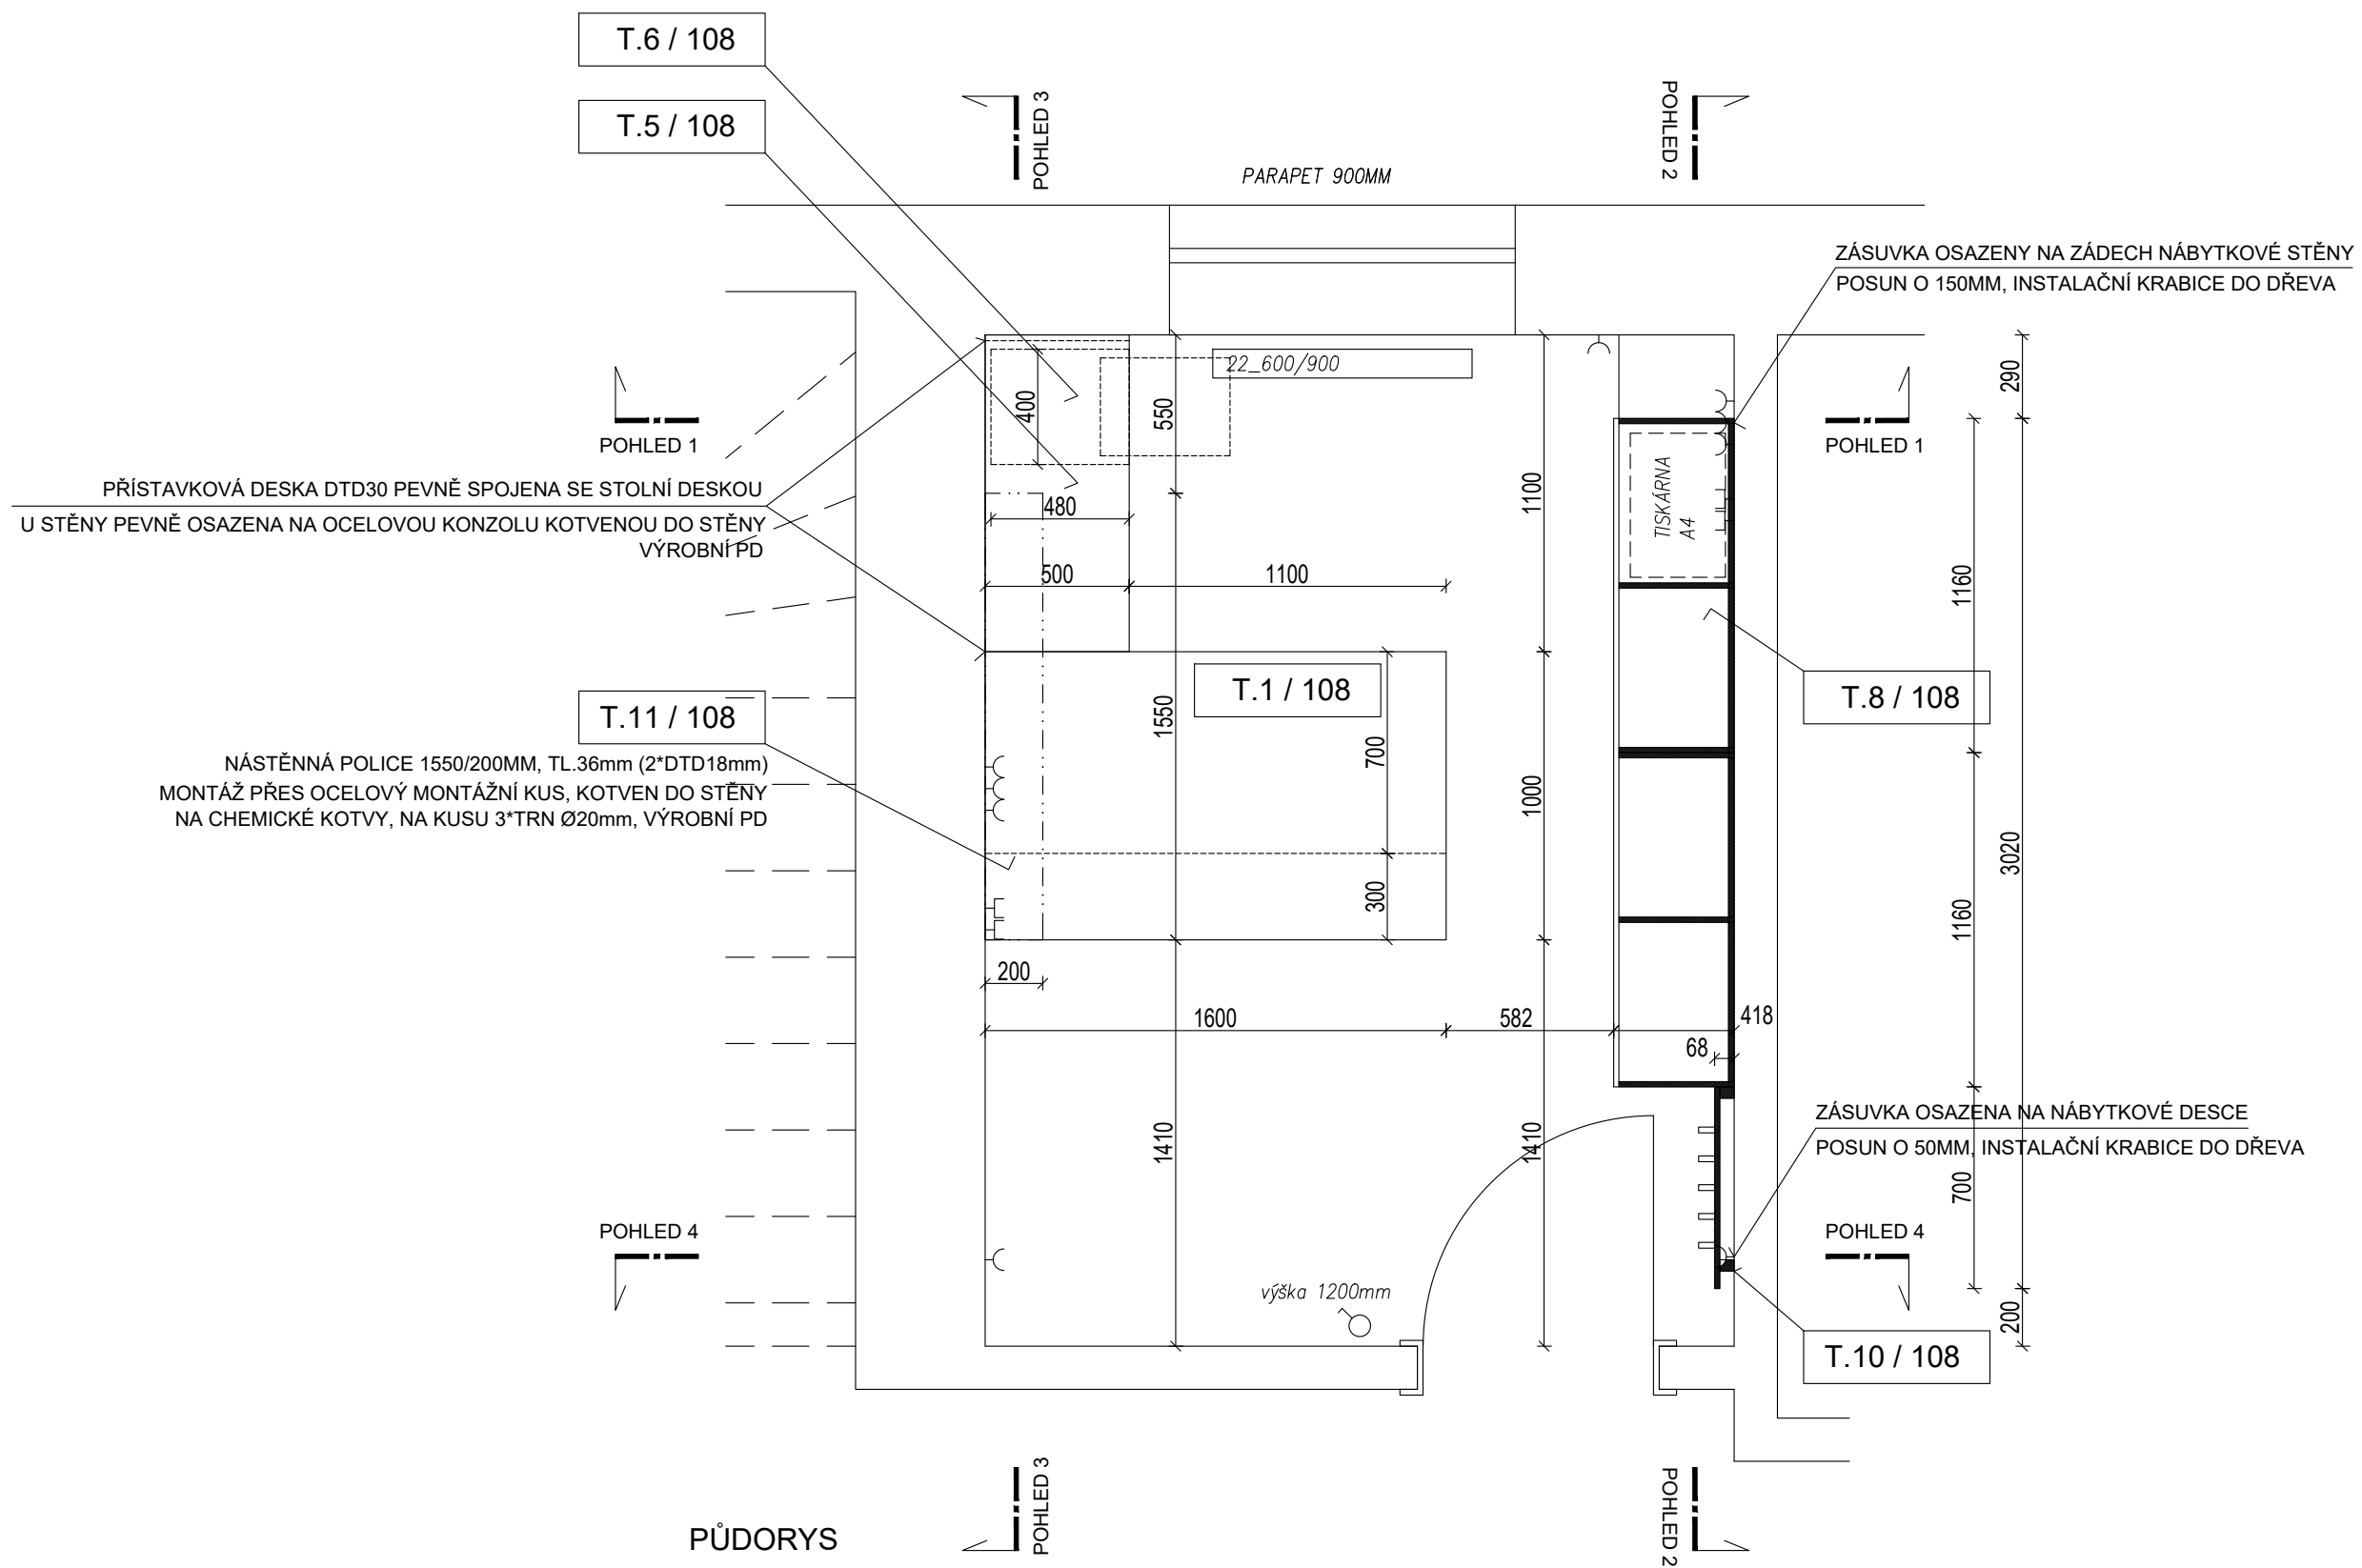 T.6 / 108
T.5 / 108
POHLED 3
POHLED 2
PARAPET 900MM
ZÁSUVKA OSAZENY NA ZÁDECH NÁBYTKOVÉ STĚNY
POSUN O 150MM, INSTALAČNÍ KRABICE DO DŘEVA
22_600/900
290
400
550
POHLED 1
POHLED 1
TISKÁRNA
A4
PŘÍSTAVKOVÁ DESKA DTD30 PEVNĚ SPOJENA SE STOLNÍ DESKOU
U STĚNY PEVNĚ OSAZENA NA OCELOVOU KONZOLU KOTVENOU DO STĚNY
VÝROBNÍ PD
480
1100
500
1100
1160
T.1 / 108
T.8 / 108
T.11 / 108
1550
700
NÁSTĚNNÁ POLICE 1550/200MM, TL.36mm (2*DTD18mm)
MONTÁŽ PŘES OCELOVÝ MONTÁŽNÍ KUS, KOTVEN DO STĚNY
NA CHEMICKÉ KOTVY, NA KUSU 3*TRN Ø20mm, VÝROBNÍ PD
1000
3020
300
1160
200
1600
582
418
68
ZÁSUVKA OSAZENA NA NÁBYTKOVÉ DESCE
POSUN O 50MM, INSTALAČNÍ KRABICE DO DŘEVA
1410
1410
700
POHLED 4
POHLED 4
výška 1200mm
200
T.10 / 108
POHLED 3
POHLED 2
PŮDORYS